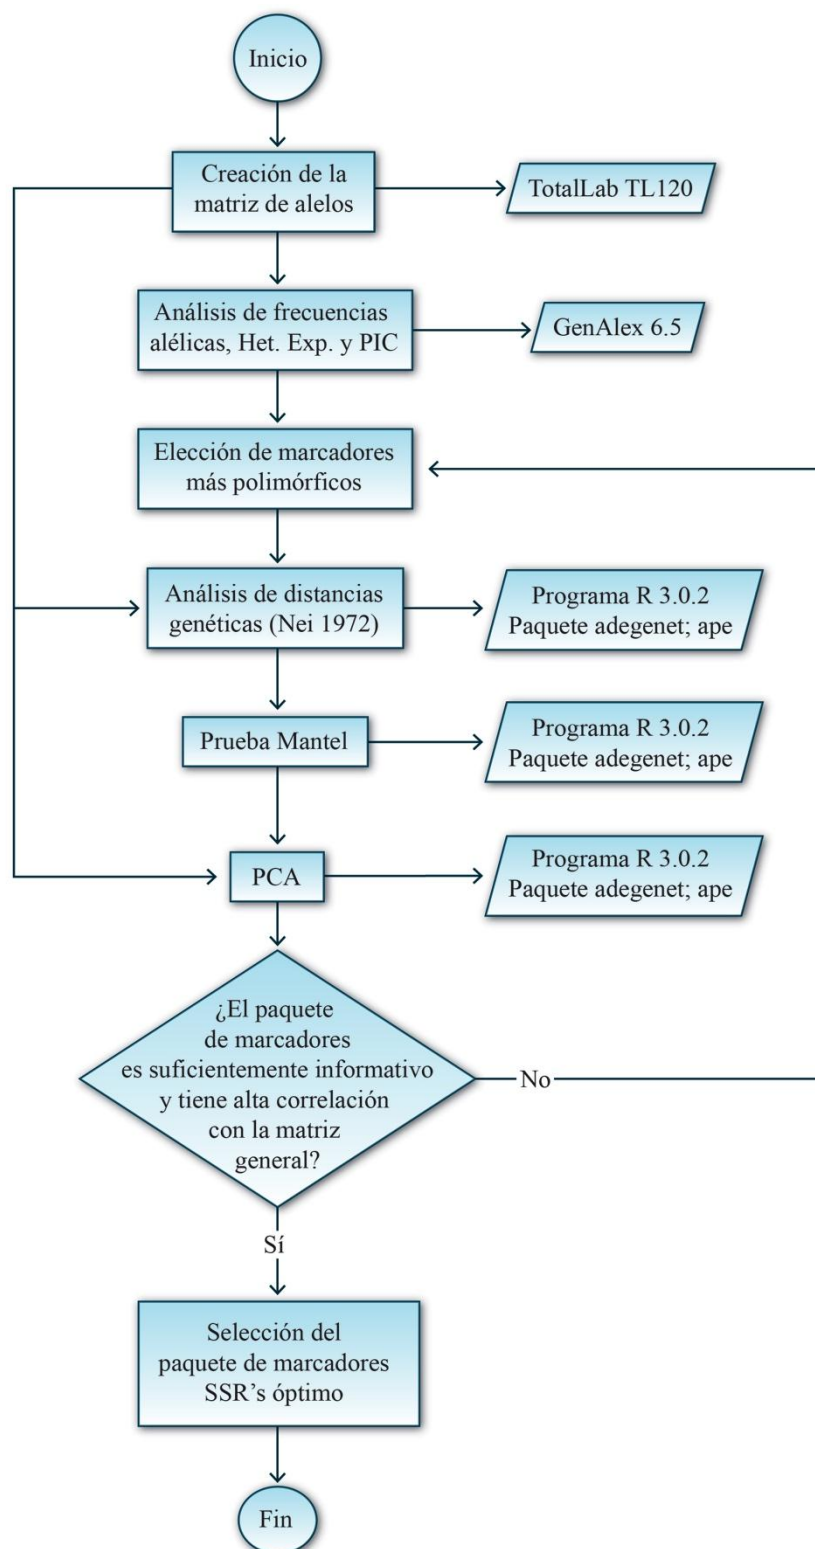 Inicio
Creación de la
matriz de alelos
TotalLab TL120
Análisis de frecuencias
alélicas, Het. Exp. y PIC
GenAlex 6.5
Elección de marcadores
más polimórficos
Análisis de distancias
genéticas (Nei 1972)
Programa R 3.0.2
Paquete adegenet; ape
Prueba Mantel
Programa R 3.0.2
Paquete adegenet; ape
PCA
Programa R 3.0.2
Paquete adegenet; ape
¿El paquete
de marcadores
es suficientemente informativo
y tiene alta correlación
con la matriz
general?
No
Sí
Selección del
paquete de marcadores
SSR’s óptimo
Fin